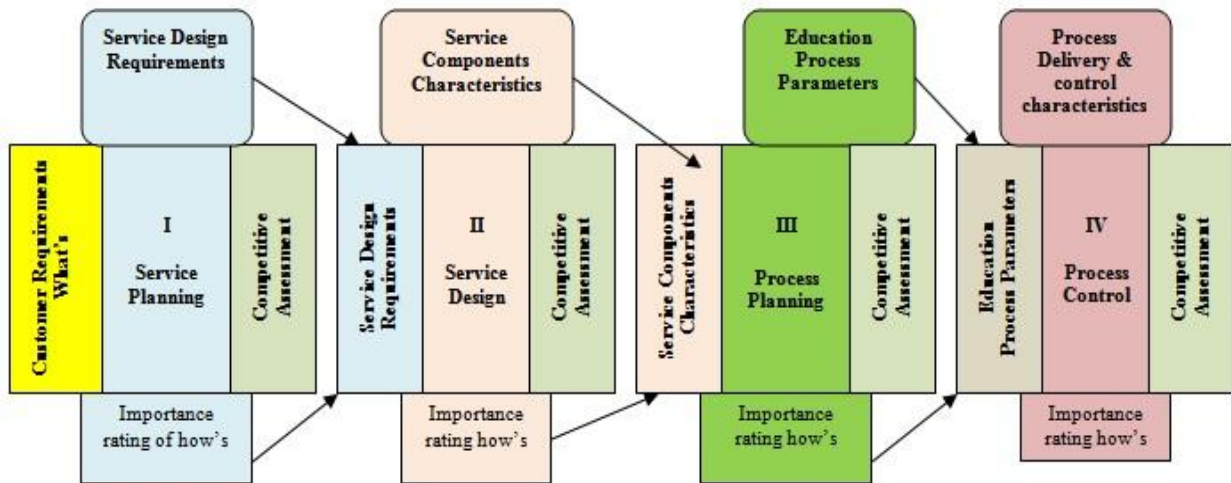 Service Design
Requirements
Service
Components
Characteristics
Education
Process
Parameters
Process
Delivery &
control
characteristics
Customer Requirements
What's
I
Service
Planning
Competitive
Assessment
Service Design
Requirements
II
Service
Design
Competitive
Assessment
Service Components
Characteristics
III
Process
Planning
Competitive
Assessment
Education
Process Parameters
IV
Process
Control
Competitive
Assessment
Importance
rating of how's
Importance
rating how's
Importance
rating how's
Importance
rating how's